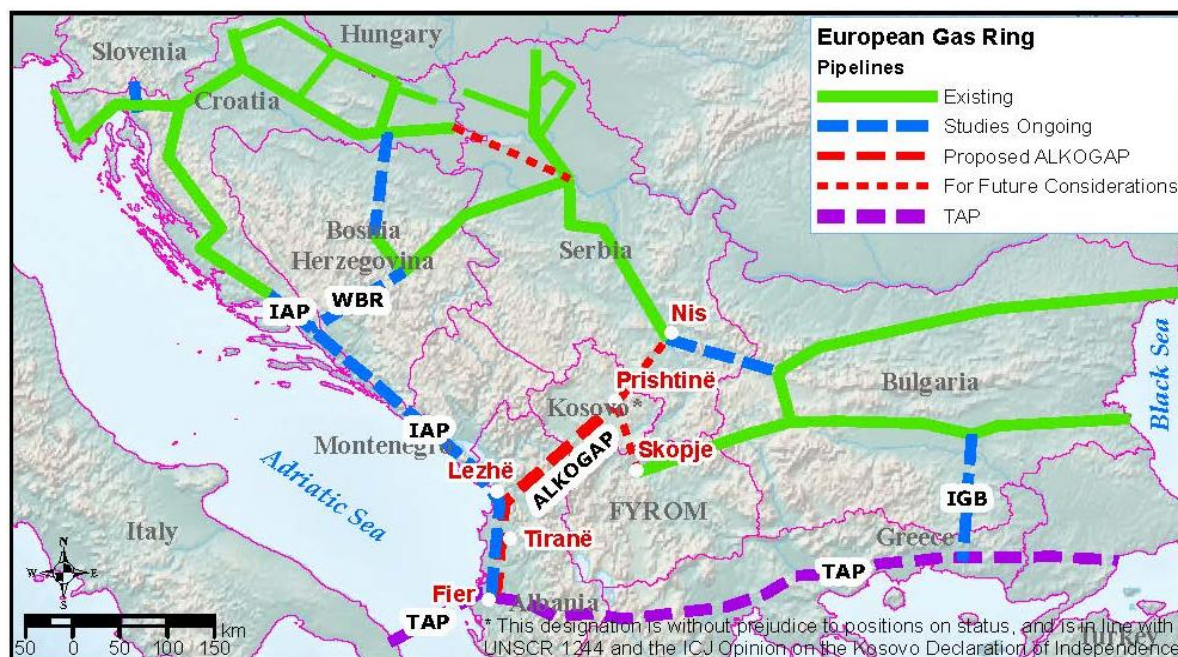 European Gas Ring
Pipelines
Existing
Studies Ongoing
Proposed ALKOGAP
For Future Considerations
TAP
Slovenia
Hungary
Croatia
Bosnia
Herzegovina
Serbia
IAP
WBR
Nis
Prishtinë
Bulgaria
Black Sea
Kosovo*
IAP
Montenegro
Skopje
Lezhë
ALKOGAP
Adriatic Sea
FYROM
IGB
Italy
Tiranë
Greece
TAP
Fier
Albania
TAP
N
W E
S
50 0 50 100 150
km
* This designation is without prejudice to positions on status, and is in line with
Turkey
UNSCR 1244 and the ICJ Opinion on the Kosovo Declaration of Independence